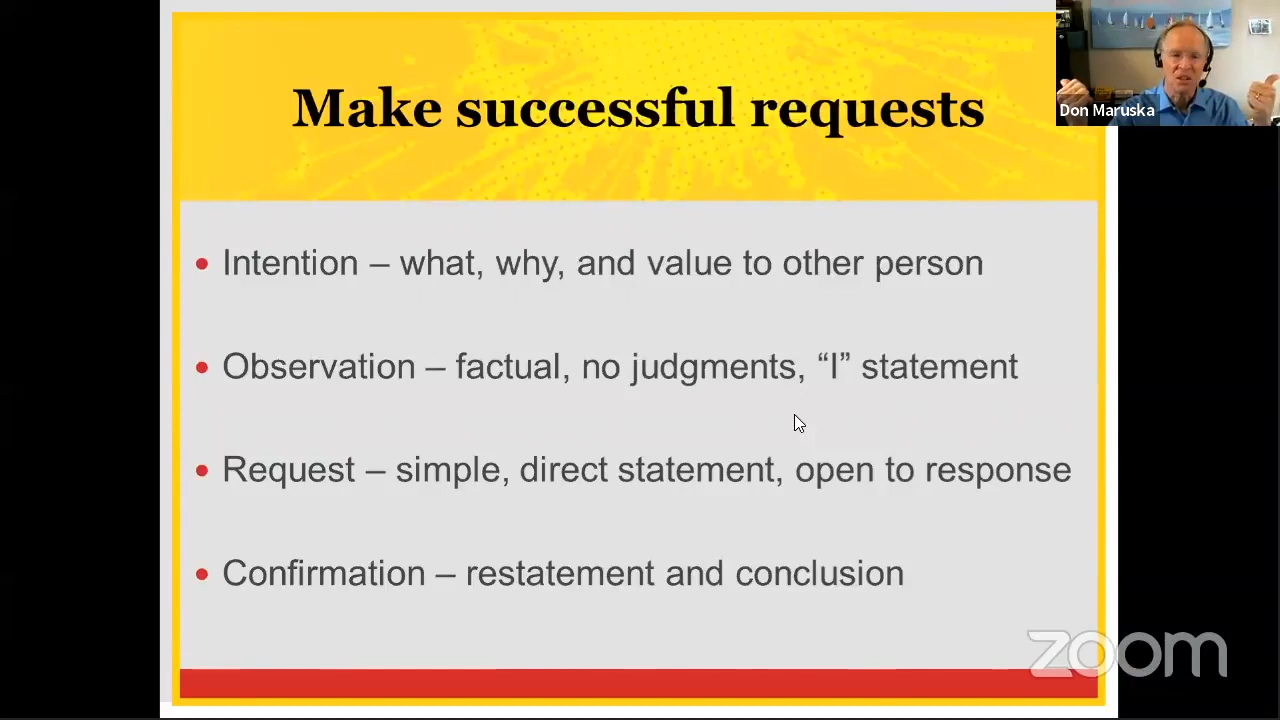 Make successful requests
Don Maruska
• Intention – what, why, and value to other person
• Observation – factual, no judgments, “I” statement
• Request – simple, direct statement, open to response
• Confirmation – restatement and conclusion
zoom